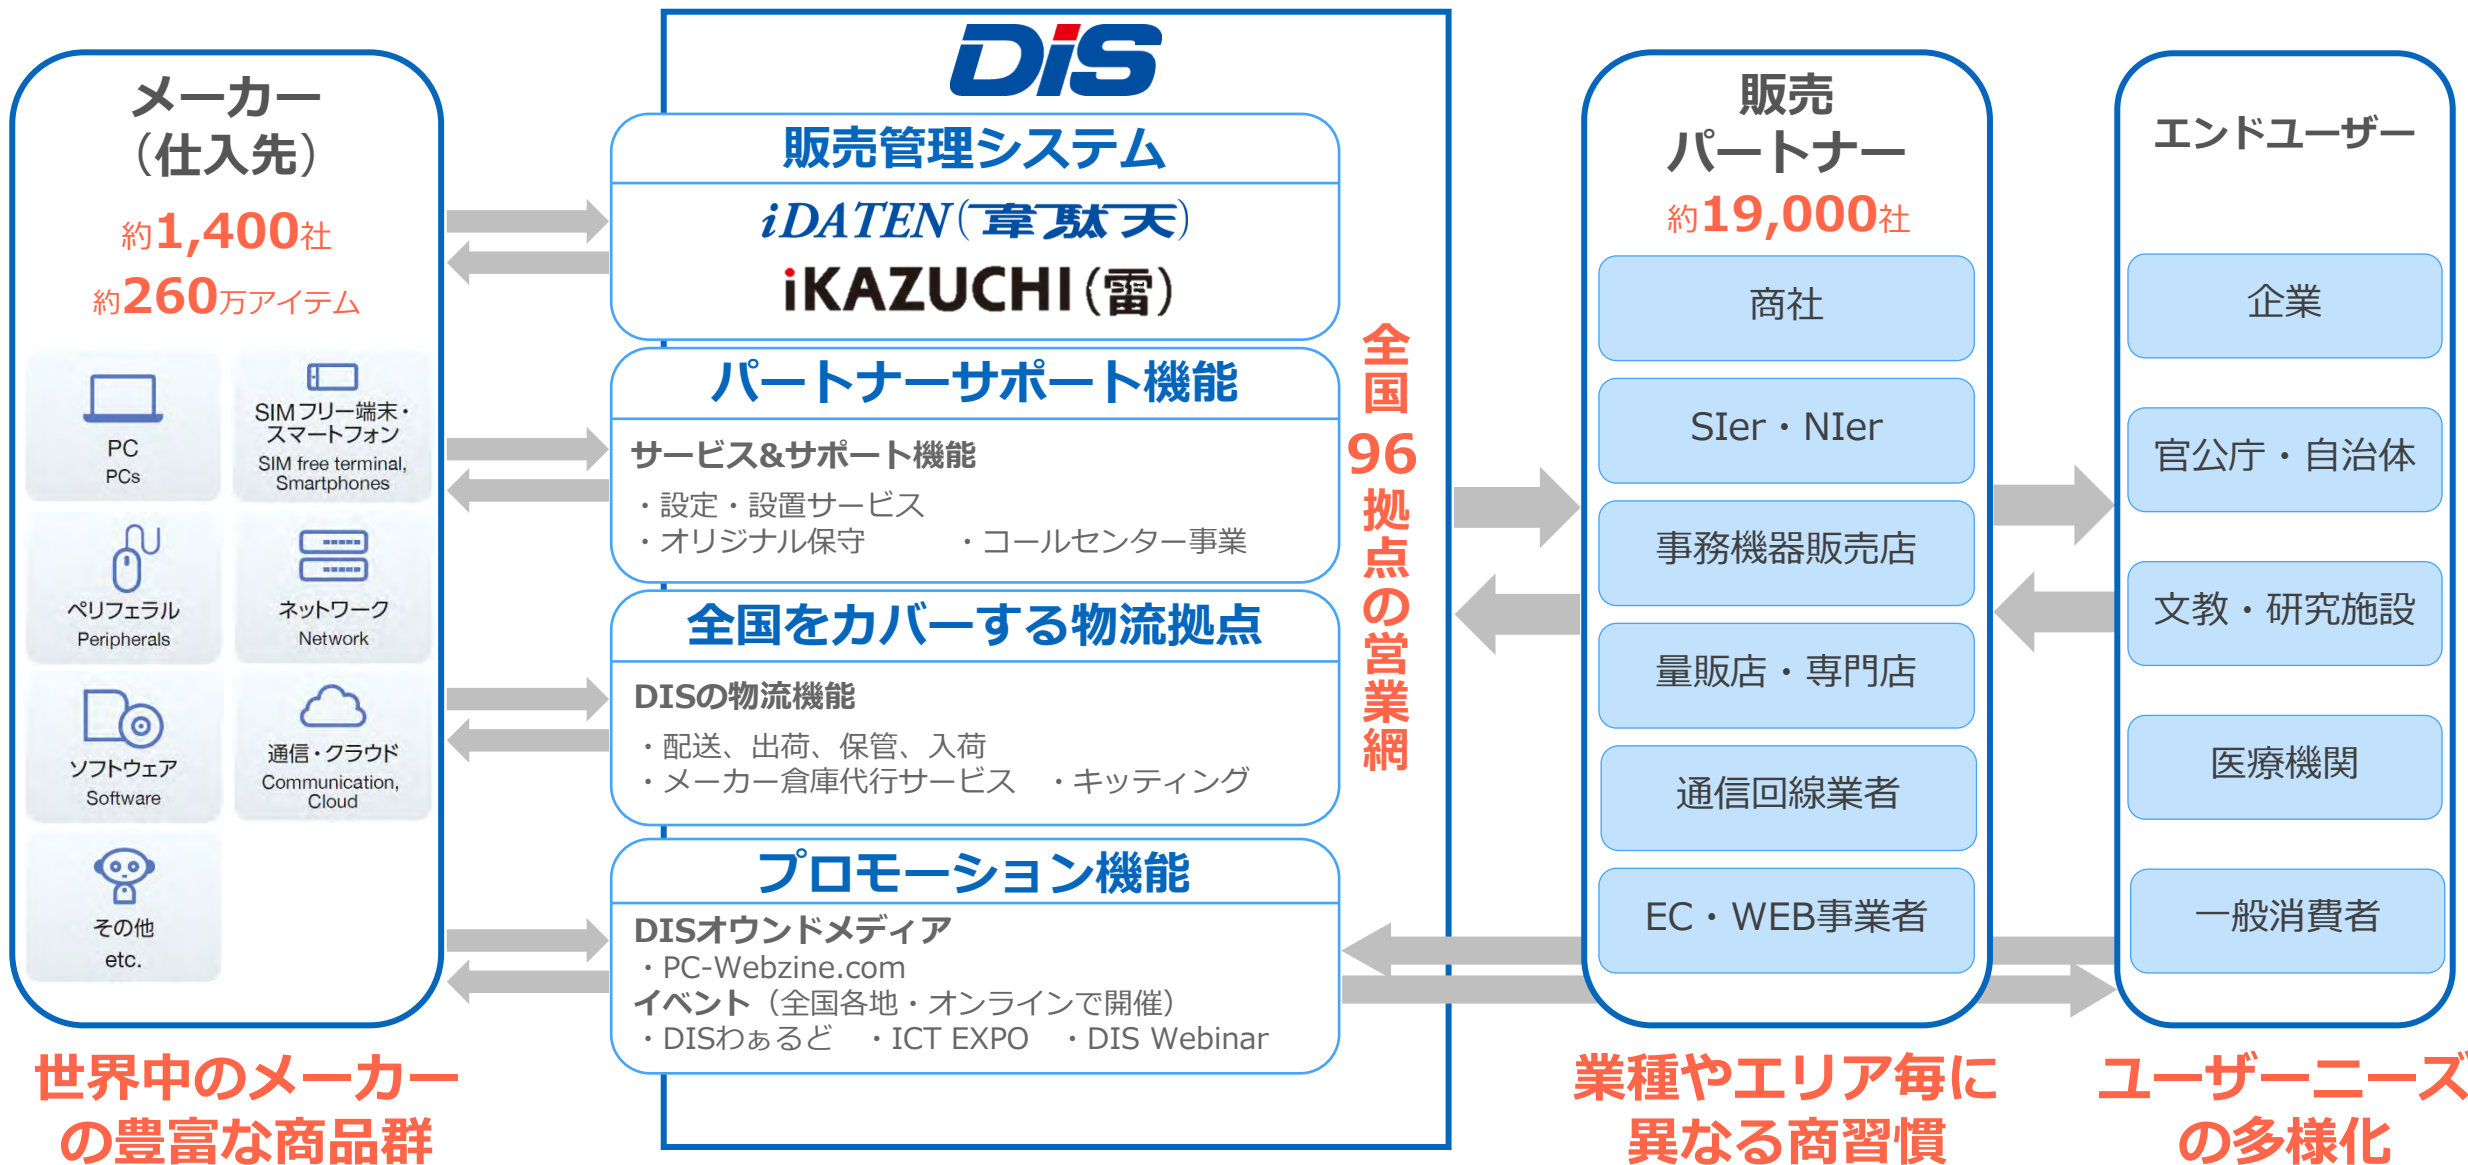 メーカー
（仕入先）
約1,400社
約260万アイテム
PC
PCs
SIMフリー端末・
スマートフォン
SIM free terminal,
Smartphones
ペリフェラル
Peripherals
ネットワーク
Network
ソフトウェア
Software
通信・クラウド
Communication,
Cloud
その他
etc.
世界中のメーカー
の豊富な商品群
DiS
販売管理システム
iDATEN(韋駄天)
iKAZUCHI(雷)
パートナーサポート機能
サービス&サポート機能
・設定・設置サービス
・オリジナル保守　・コールセンター事業
全国をカバーする物流拠点
DISの物流機能
・配送、出荷、保管、入荷
・メーカー倉庫代行サービス　・キッティング
プロモーション機能
DISオウンドメディア
・PC-Webzine.com
イベント（全国各地・オンラインで開催）
・DISわぁるど　・ICT EXPO　・DIS Webinar
全国96拠点の営業網
販売
パートナー
約19,000社
商社
SIer・NIer
事務機器販売店
量販店・専門店
通信回線業者
EC・WEB事業者
業種やエリア毎に
異なる商習慣
エンドユーザー
企業
官公庁・自治体
文教・研究施設
医療機関
一般消費者
ユーザーニーズ
の多様化